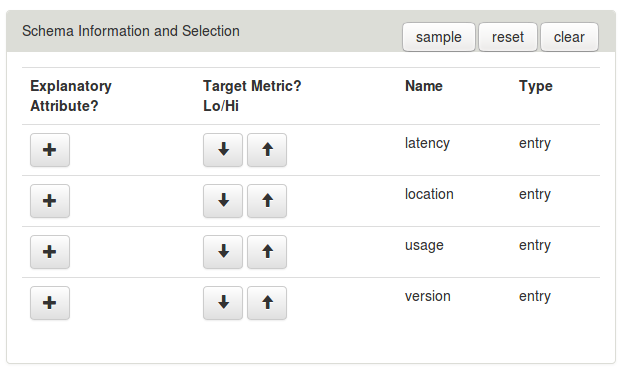 Schema Information and Selection sample reset clear
Explanatory Target Metric? Name Type
Attribute? Lo/Hi
latency entry
location entry
usage entry
version entry